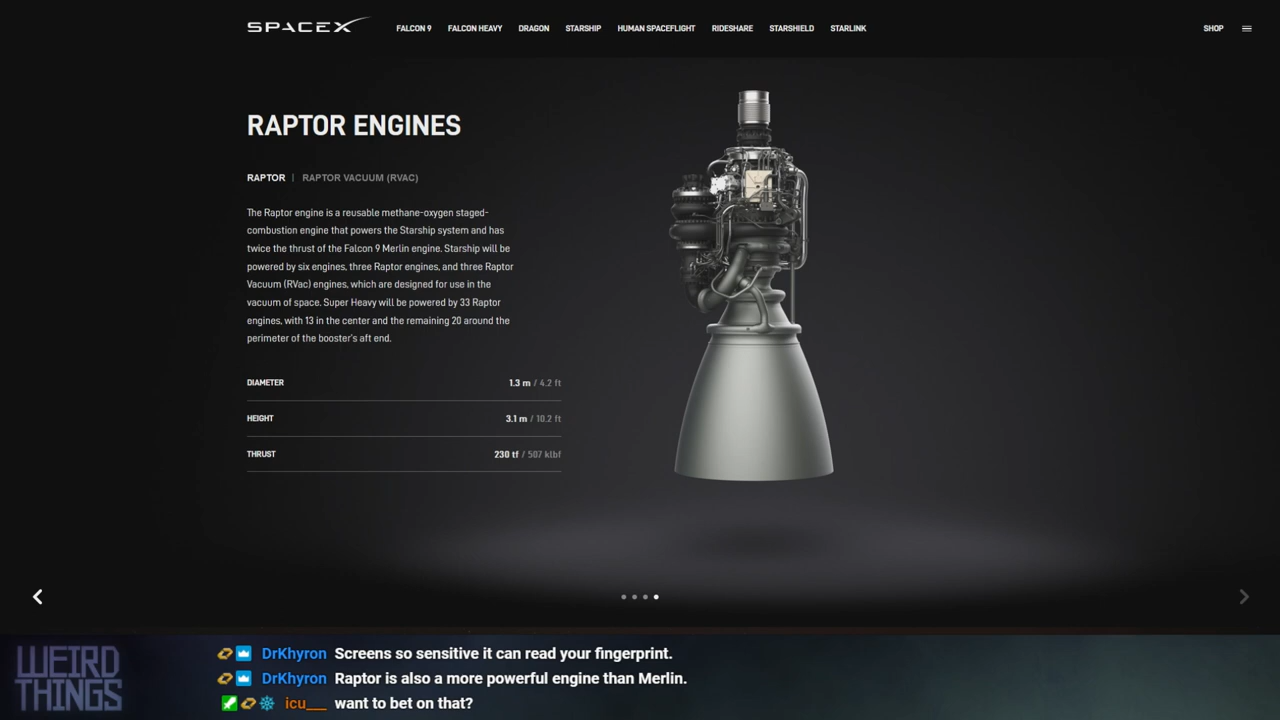 SPACEX
FALCON 9 FALCON HEAVY DRAGON STARSHIP HUMAN SPACEFLIGHT RIDESHARE STARSHIELD STARLINK SHOP
RAPTOR ENGINES
RAPTOR | RAPTOR VACUUM (RVAC)
The Raptor engine is a reusable methane-oxygen staged-
combustion engine that powers the Starship system and has
twice the thrust of the Falcon 9 Merlin engine. Starship will be
powered by six engines, three Raptor engines, and three Raptor
Vacuum (RVac) engines, which are designed for use in the
vacuum of space. Super Heavy will be powered by 33 Raptor
engines, with 13 in the center and the remaining 20 around the
perimeter of the booster's aft end.
DIAMETER 1.3 m / 4.2 ft
HEIGHT 3.1 m / 10.2 ft
THRUST 230 tf / 507 klbf
WEIRD
THINGS
DrKhyron Screens so sensitive it can read your fingerprint.
DrKhyron Raptor is also a more powerful engine than Merlin.
icu___ want to bet on that?